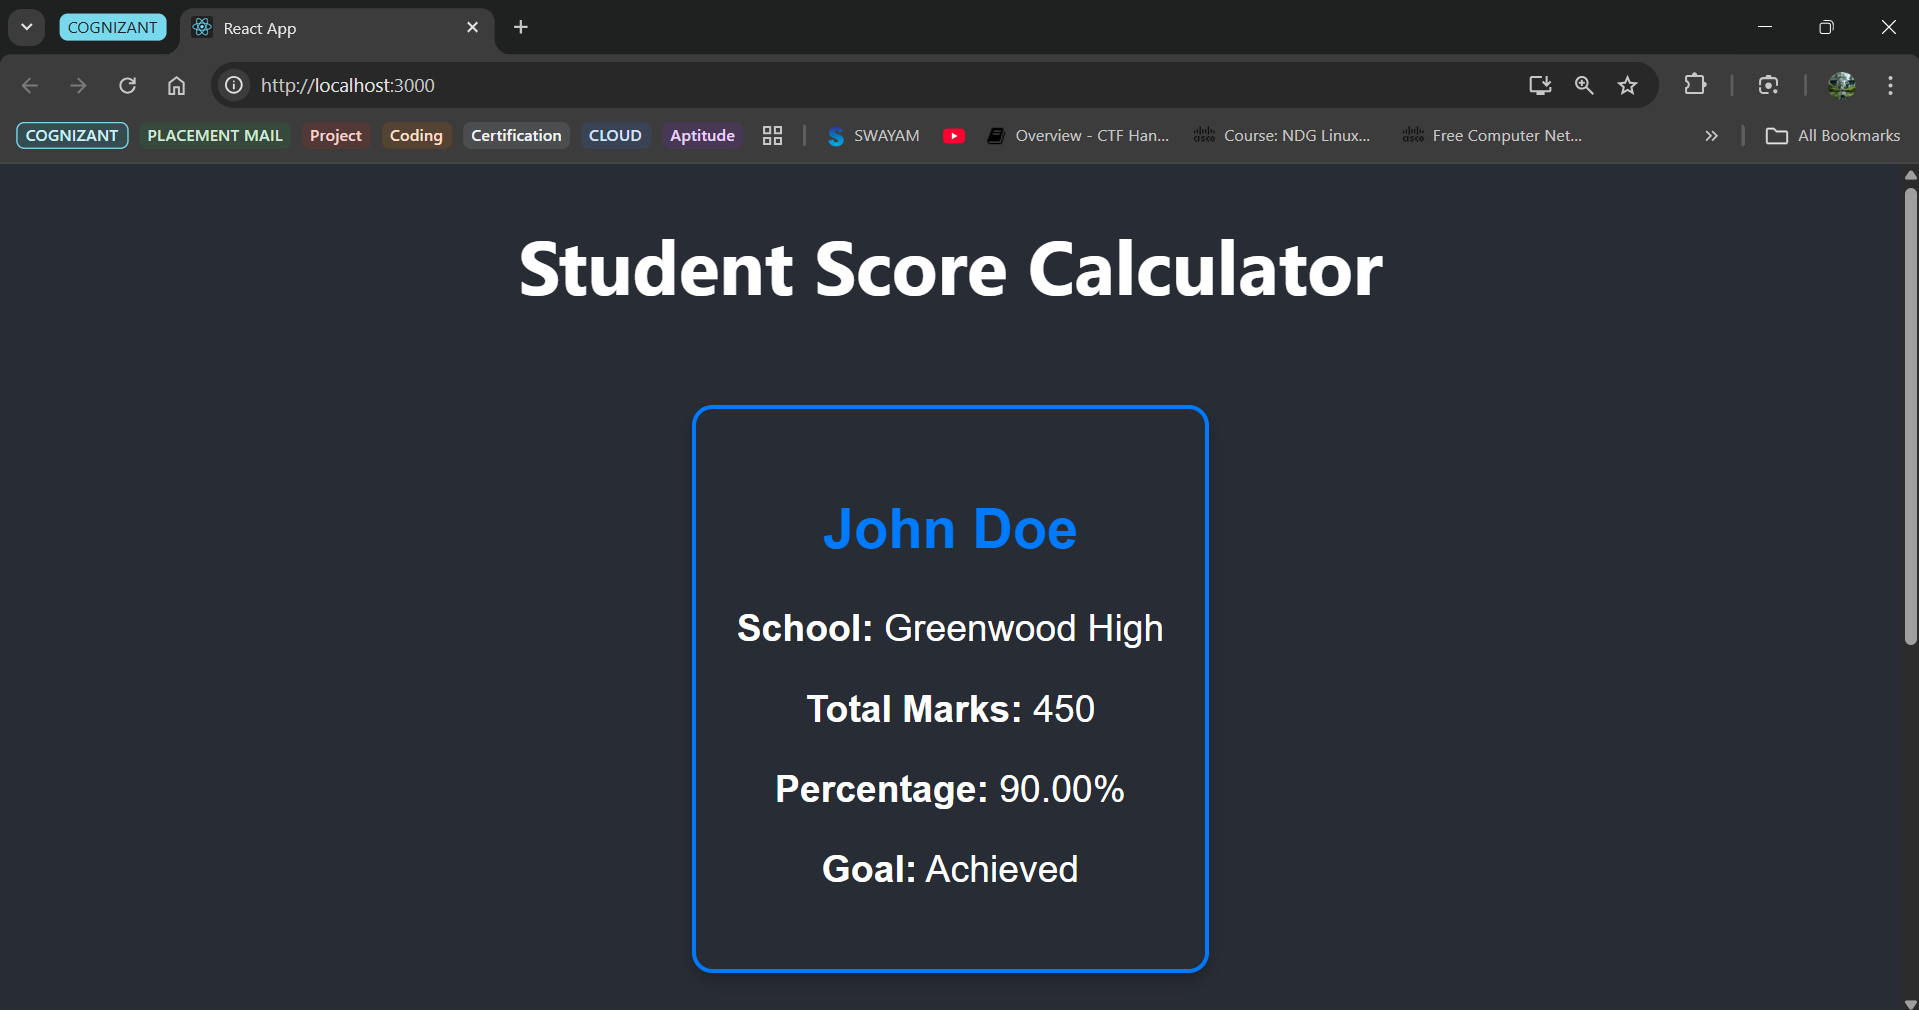 COGNIZANT
React App
http://localhost:3000
COGNIZANT PLACEMENT MAIL Project Coding Certification CLOUD Aptitude SWAYAM Overview - CTF Han... Course: NDG Linux... Free Computer Net... All Bookmarks
Student Score Calculator
John Doe
School: Greenwood High
Total Marks: 450
Percentage: 90.00%
Goal: Achieved